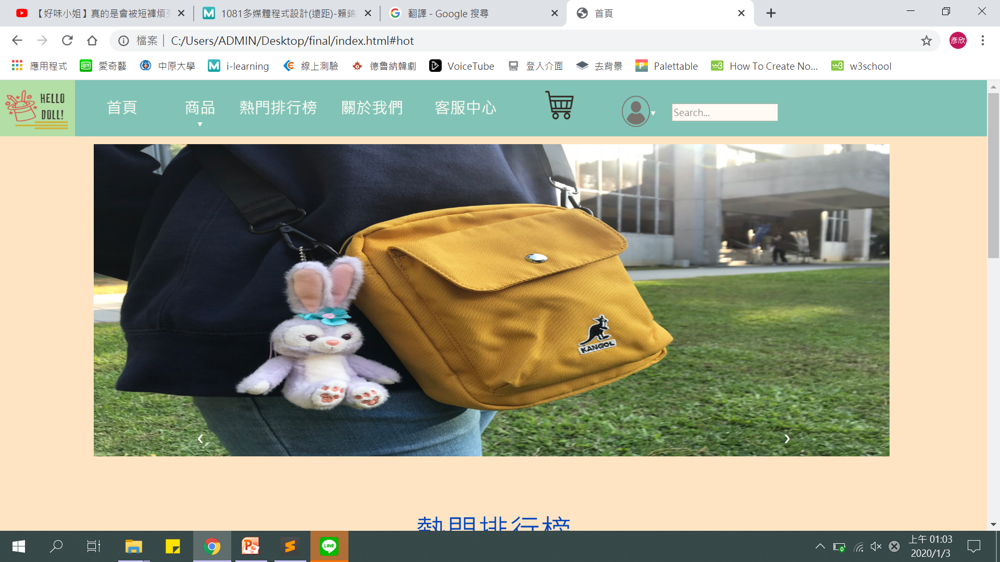 【好味小姐】真的是會被短褲煩
1081多媒體程式設計(遠距)-賴錦
翻譯 - Google 搜尋
首頁
檔案 C:/Users/ADMIN/Desktop/final/index.html#hot
彥欣
應用程式
愛奇藝
中原大學
i-learning
線上測驗
德魯納韓劇
VoiceTube
登入介面
去背景
Palettable
How To Create No...
w3school
HELLO
DOLL!
首頁
商品
熱門排行榜
關於我們
客服中心
Search...
KANGOL
熱門排行榜
LINE
上午 01:03
2020/1/3